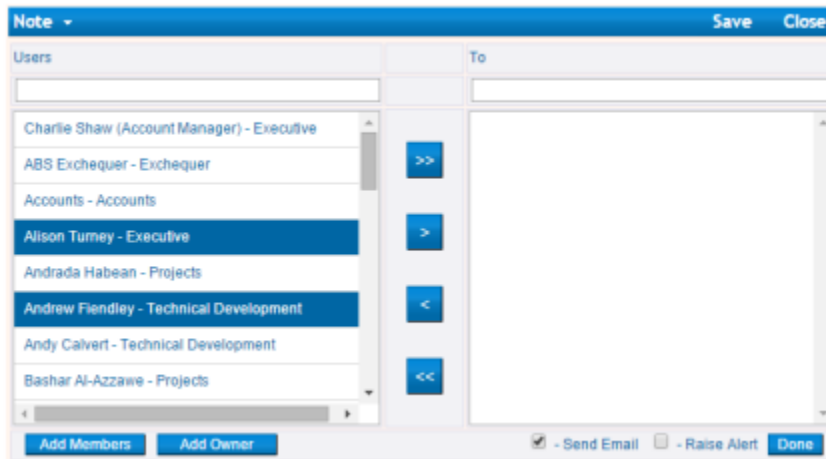 Note Save Close
Users To
Charlie Shaw (Account Manager) - Executive
ABS Exchequer - Exchequer
>>
Accounts - Accounts
Alison Turney - Executive
>
Andrada Habean - Projects
Andrew Fiendley - Technical Development
<
Andy Calvert - Technical Development
Bashar Al-Azzawe - Projects
<<
Add Members Add Owner - Send Email - Raise Alert Done